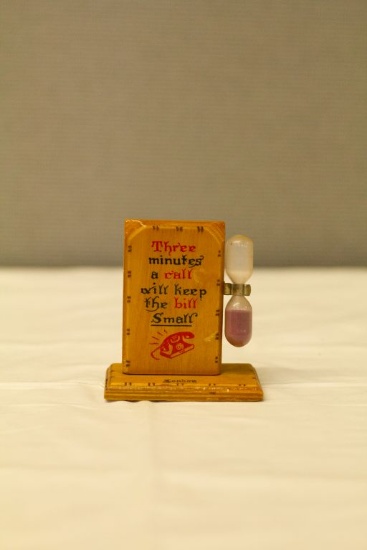 Three
minutes
a call
will keep
the bill
Small